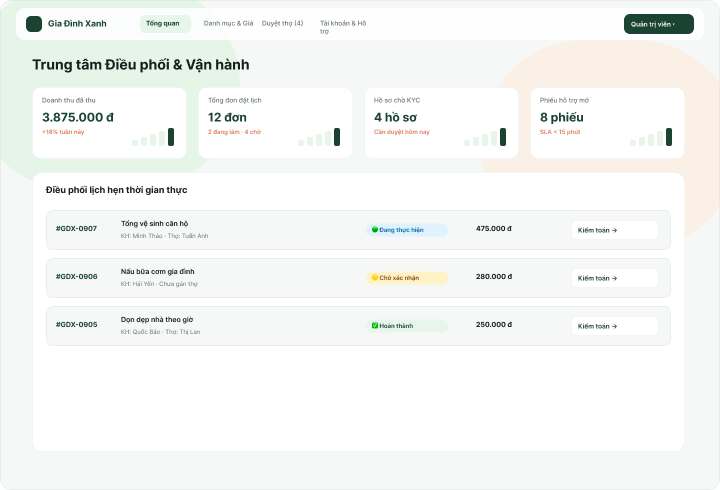 Gia Đình Xanh
Tổng quan
Danh mục & Giá
Duyệt thợ (4)
Tài khoản & Hỗ
trợ
Quản trị viên ▾
Trung tâm Điều phối & Vận hành
Doanh thu đã thu
3.875.000 đ
+18% tuần này
Tổng đơn đặt lịch
12 đơn
2 đang làm · 4 chờ
Hồ sơ chờ KYC
4 hồ sơ
Cần duyệt hôm nay
Phiếu hỗ trợ mở
8 phiếu
SLA < 15 phút
Điều phối lịch hẹn thời gian thực
#GDX-0907
Tổng vệ sinh căn hộ
KH: Minh Thảo · Thợ: Tuấn Anh
Đang thực hiện
475.000 đ
Kiểm toán →
#GDX-0906
Nấu bữa cơm gia đình
KH: Hải Yến · Chưa gán thợ
Chờ xác nhận
280.000 đ
Kiểm toán →
#GDX-0905
Dọn dẹp nhà theo giờ
KH: Quốc Bảo · Thợ: Thị Lan
Hoàn thành
250.000 đ
Kiểm toán →